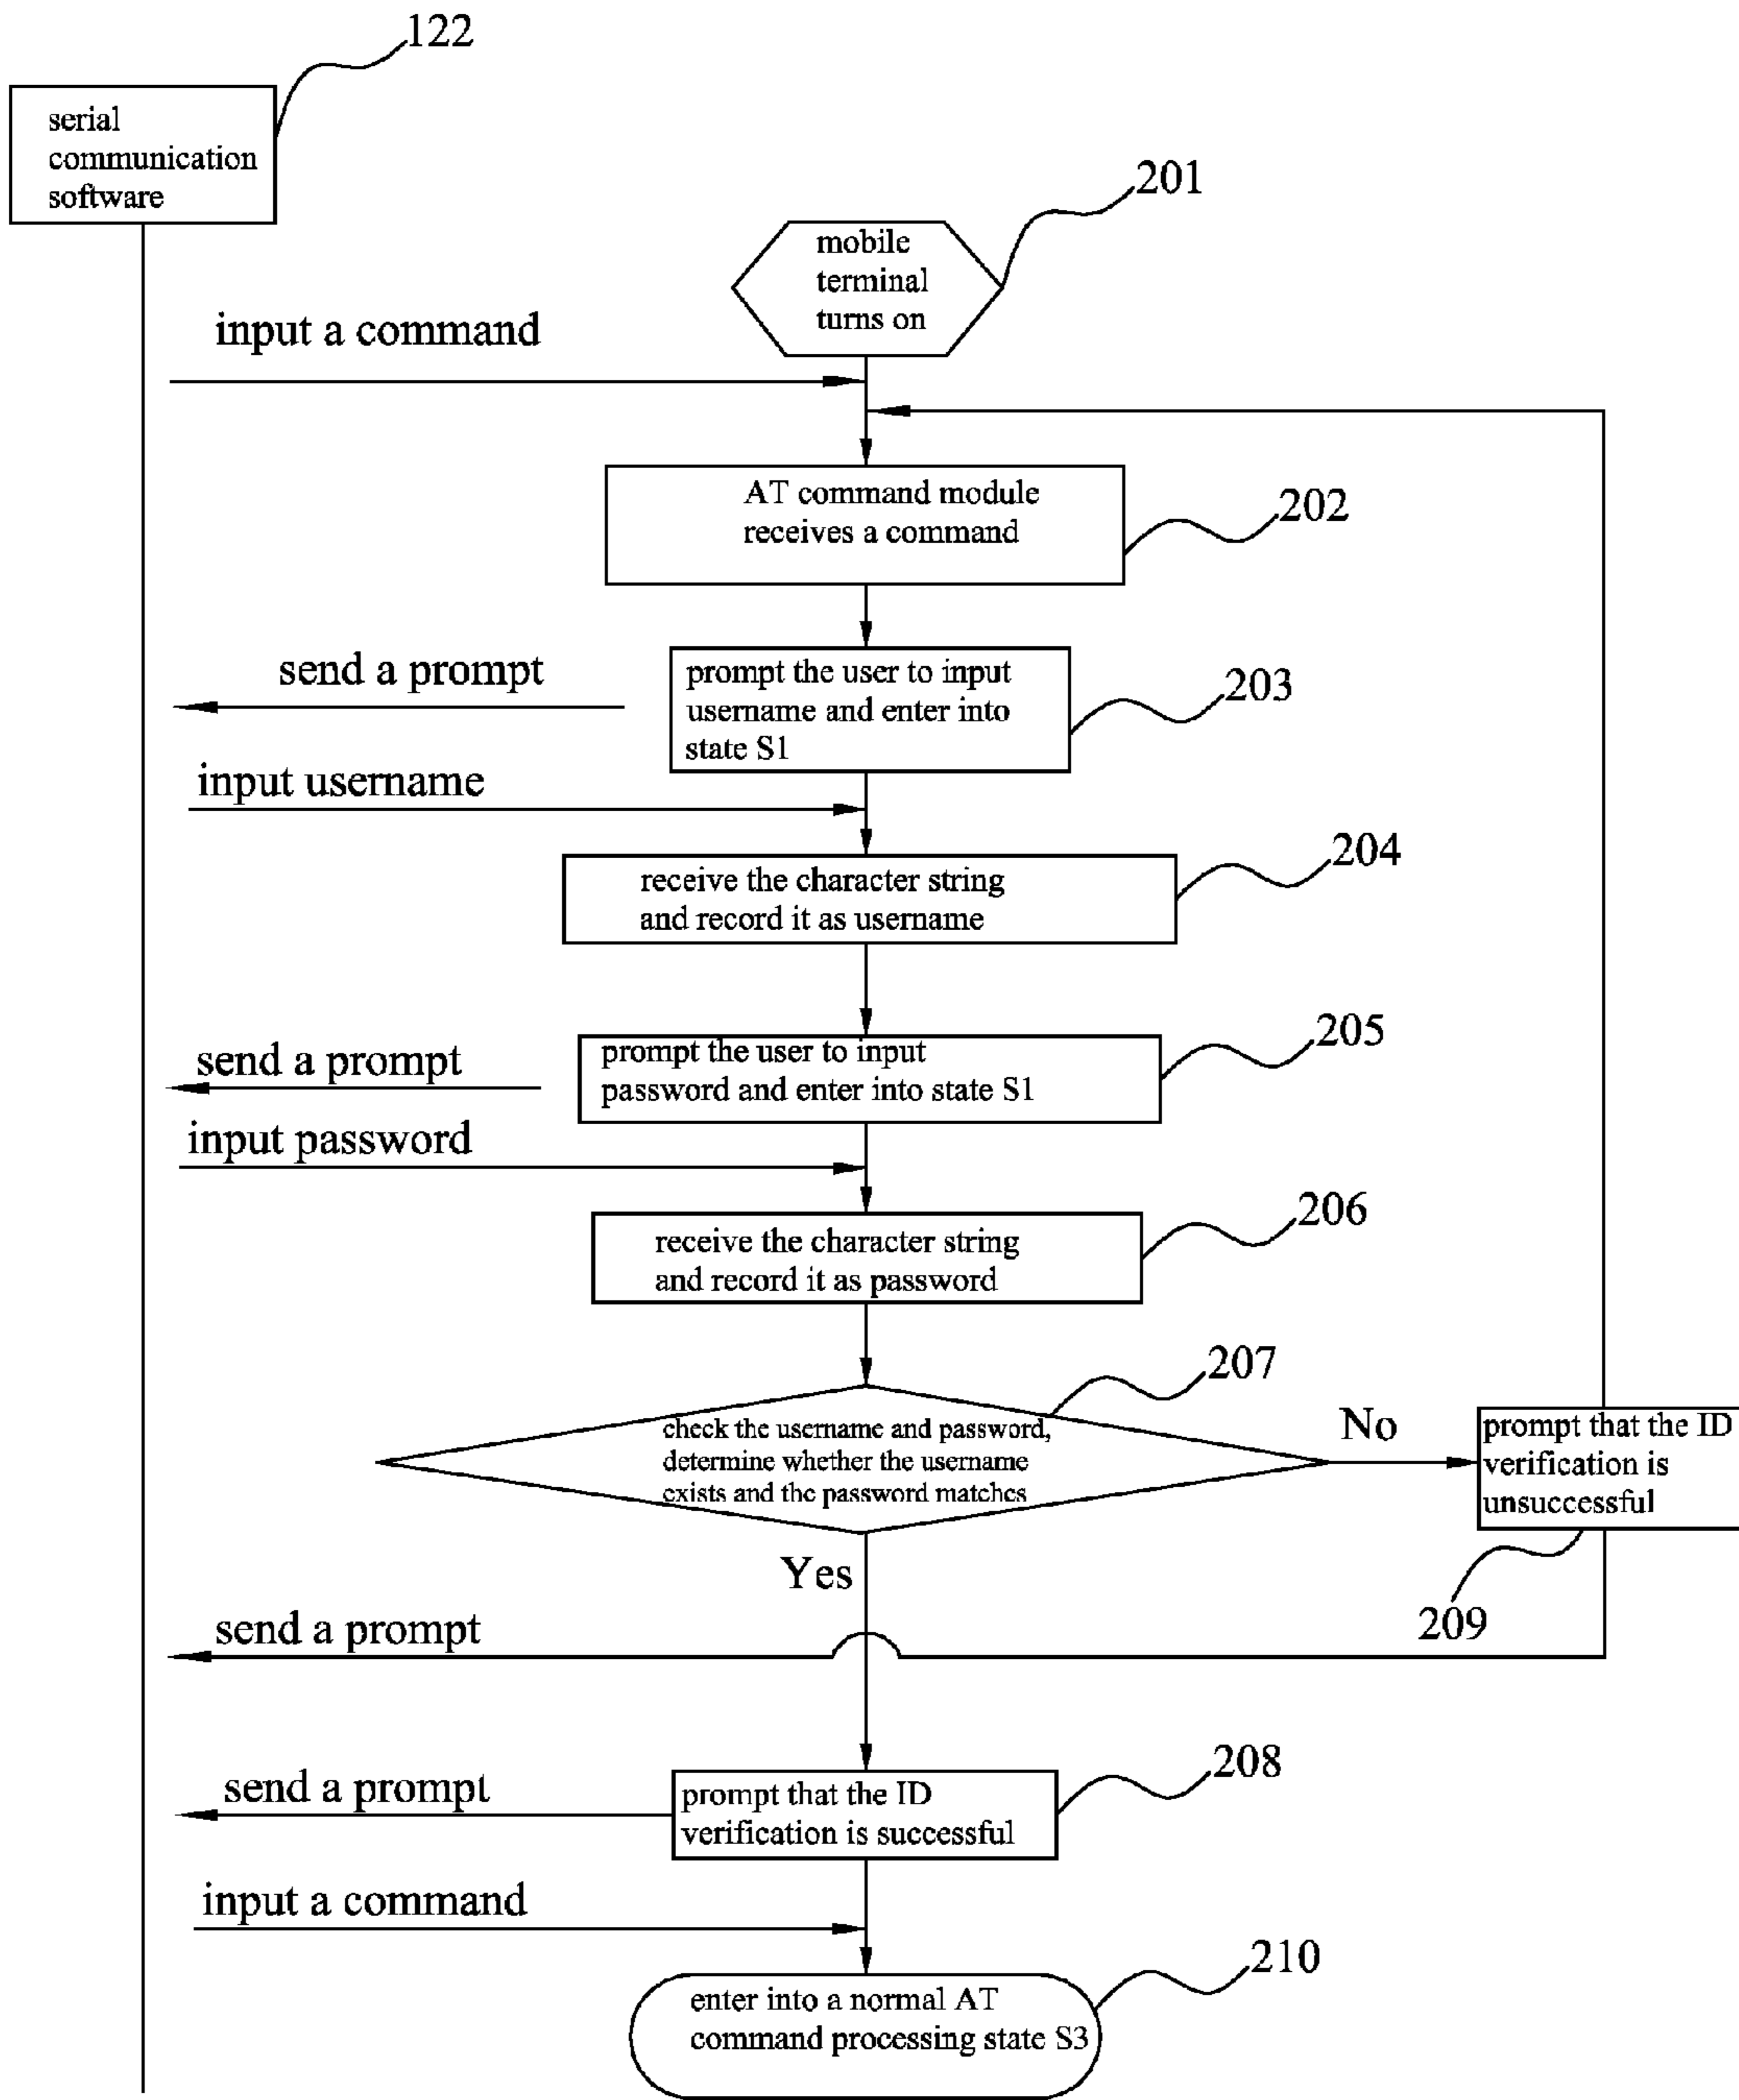 122
serial
communication
software
201
mobile
terminal
turns on
input a command
AT command module
receives a command
202
send a prompt
prompt the user to input
username and enter into
state S1
203
input username
receive the character string
and record it as username
204
send a prompt
prompt the user to input
password and enter into state S1
205
input password
receive the character string
and record it as password
206
207
check the username and password,
determine whether the username
exists and the password matches
No
prompt that the ID
verification is
unsuccessful
209
Yes
send a prompt
208
send a prompt
prompt that the ID
verification is successful
input a command
210
enter into a normal AT
command processing state S3